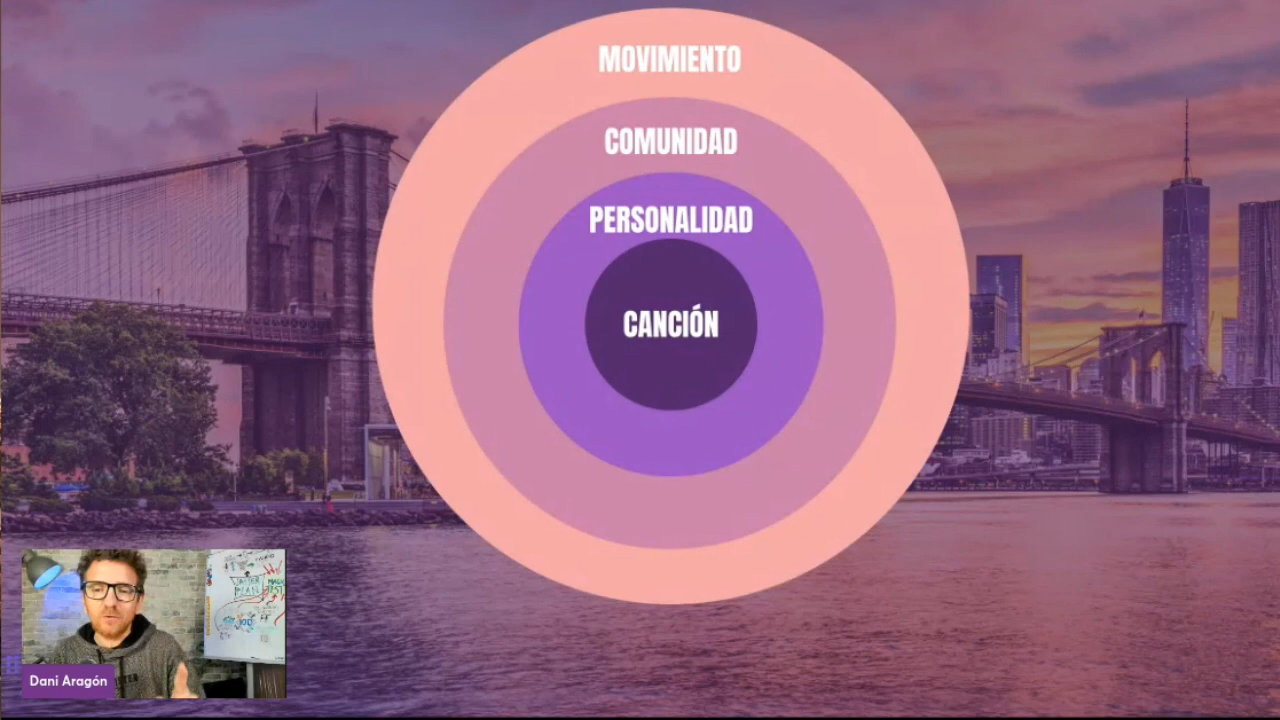 MOVIMIENTO
COMUNIDAD
PERSONALIDAD
CANCIÓN
Dani Aragón